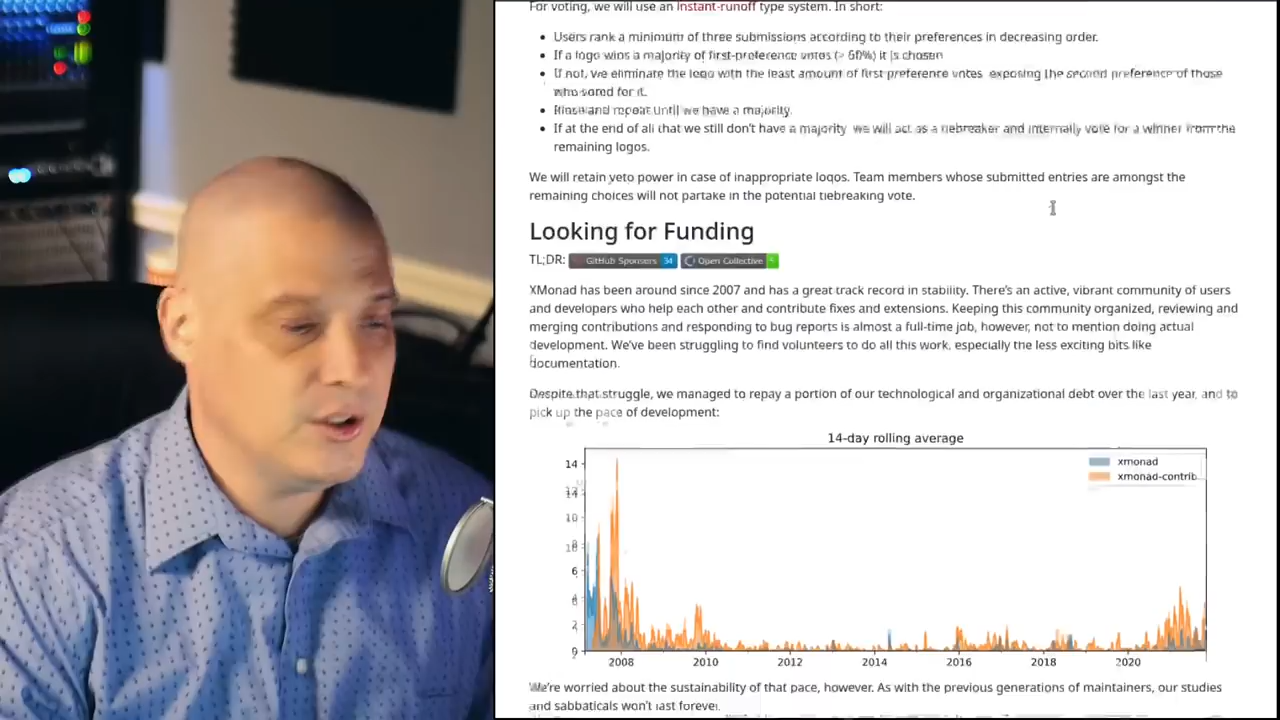 For voting, we will use an Instant-runoff type system. In short:
Users rank a minimum of three submissions according to their preferences in decreasing order.
If a logo wins a majority of first-preference votes (> 50%) it is chosen
If not, we eliminate the logo with the least amount of first preference votes exposing the second preference of those
who voted for it.
Rinse and repeat until we have a majority.
If at the end of all that we still don't have a majority we will act as a tiebreaker and internally vote for a winner from the
remaining logos.
We will retain veto power in case of inappropriate logos. Team members whose submitted entries are amongst the
remaining choices will not partake in the potential tiebreaking vote.
Looking for Funding
TL;DR: GitHub Sponsors 34 Open Collective
XMonad has been around since 2007 and has a great track record in stability. There's an active, vibrant community of users
and developers who help each other and contribute fixes and extensions. Keeping this community organized, reviewing and
merging contributions and responding to bug reports is almost a full-time job, however, not to mention doing actual
development. We've been struggling to find volunteers to do all this work, especially the less exciting bits like
documentation.
Despite that struggle, we managed to repay a portion of our technological and organizational debt over the last year, and to
pick up the pace of development:
14-day rolling average
xmonad
xmonad-contrib
14
10
6
2
0
2008 2010 2012 2014 2016 2018 2020
We're worried about the sustainability of that pace, however. As with the previous generations of maintainers, our studies
and sabbaticals won't last forever.